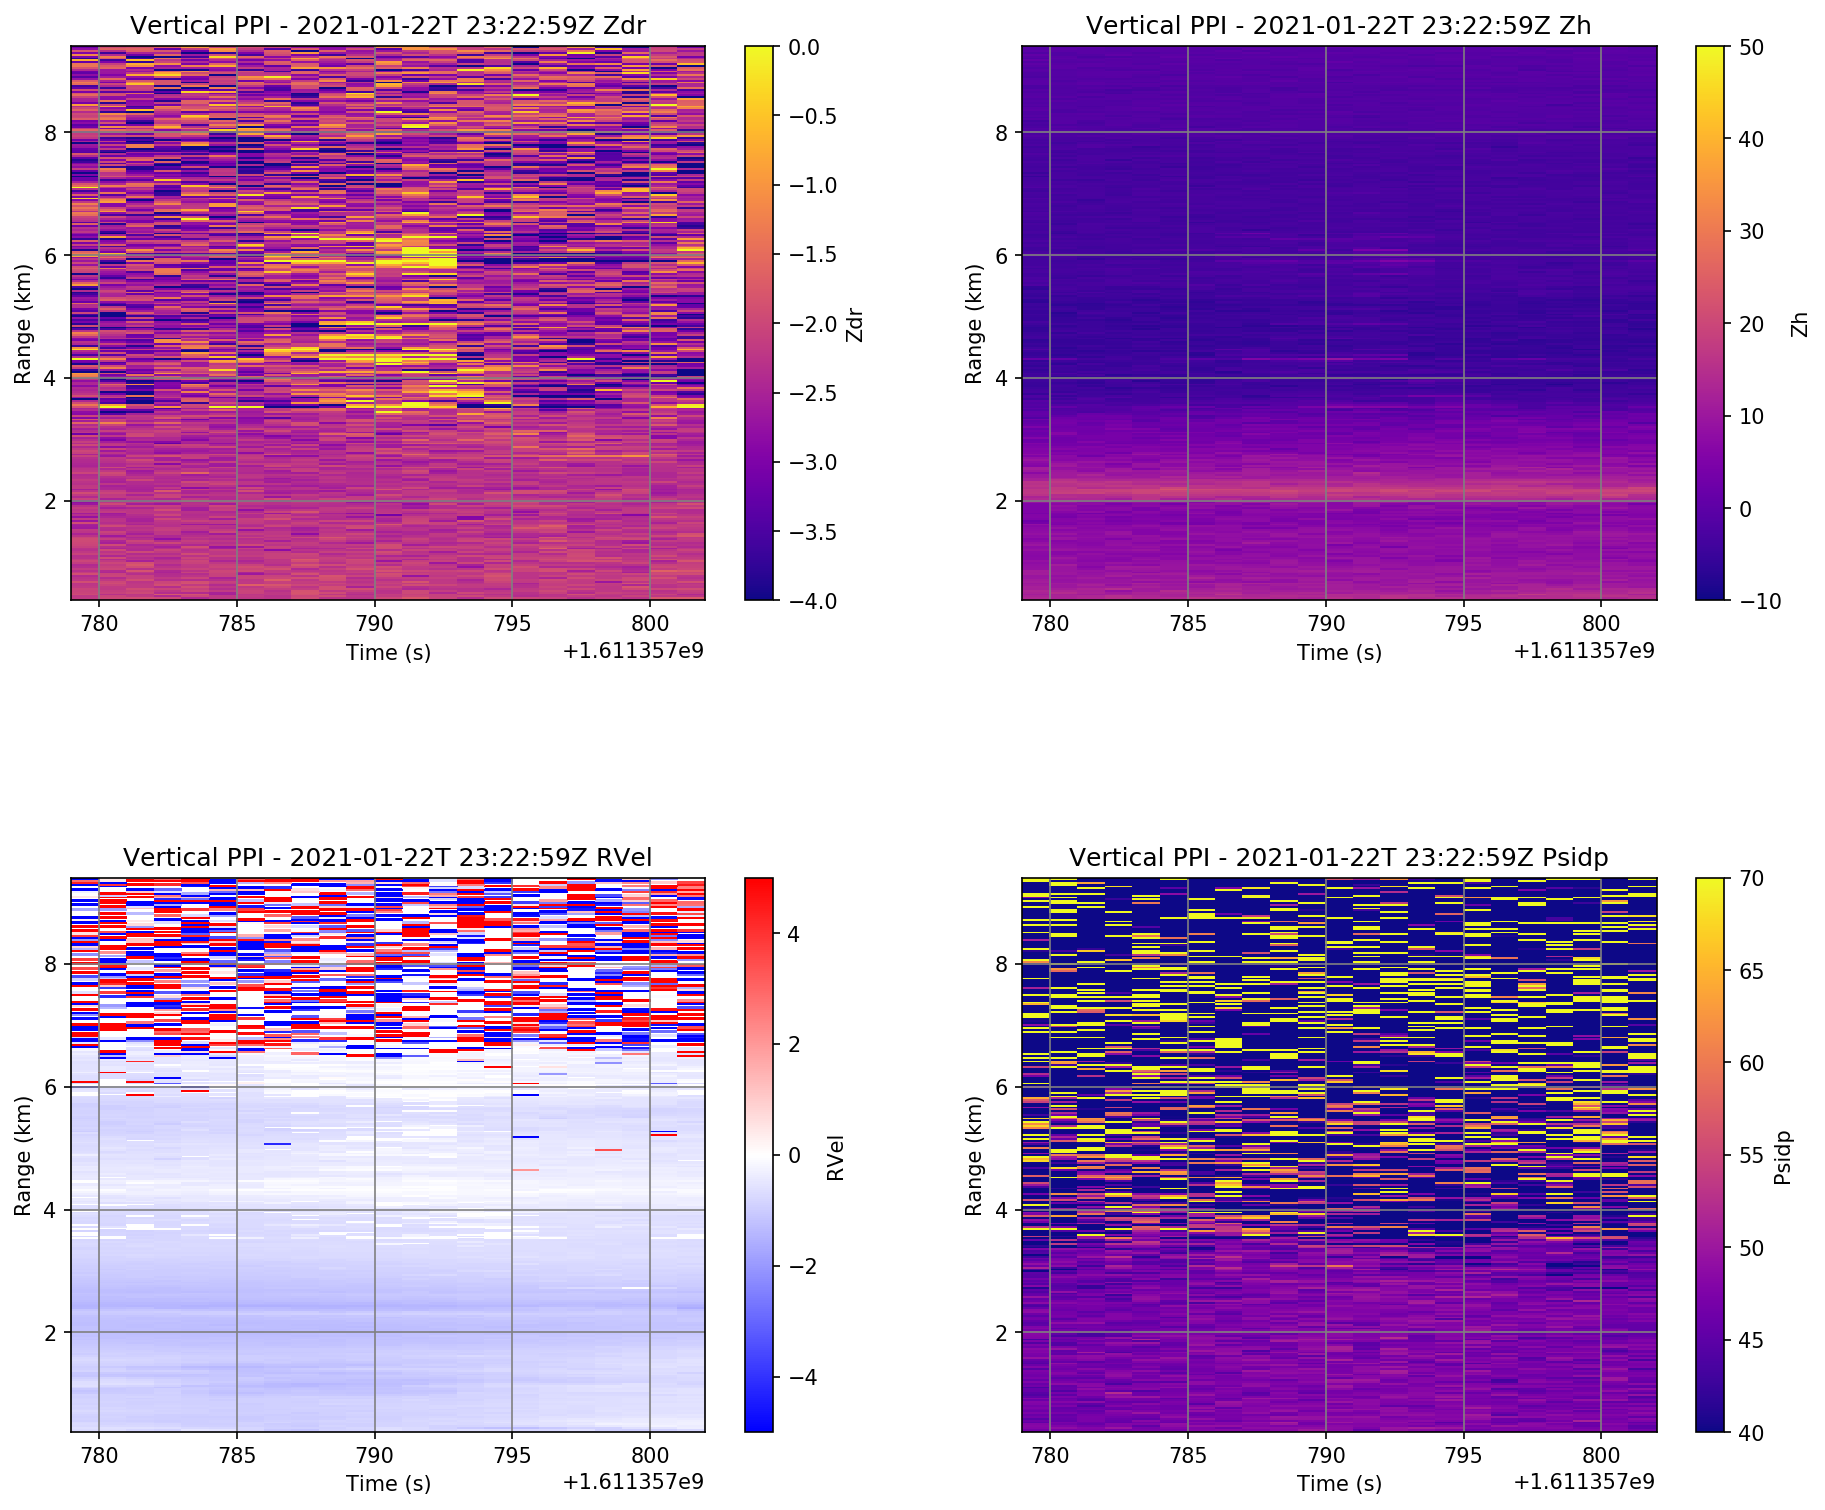 Vertical PPI - 2021-01-22T 23:22:59Z Zdr
Range (km)
8
6
4
2
780 785 790 795 800
Time (s)
+1.611357e9
0.0
−0.5
−1.0
−1.5
−2.0
−2.5
−3.0
−3.5
−4.0
Zdr
Vertical PPI - 2021-01-22T 23:22:59Z Zh
Range (km)
8
6
4
2
780 785 790 795 800
Time (s)
+1.611357e9
50
40
30
20
10
0
−10
Zh
Vertical PPI - 2021-01-22T 23:22:59Z RVel
Range (km)
8
6
4
2
780 785 790 795 800
Time (s)
+1.611357e9
4
2
0
−2
−4
RVel
Vertical PPI - 2021-01-22T 23:22:59Z Psidp
Range (km)
8
6
4
2
780 785 790 795 800
Time (s)
+1.611357e9
70
65
60
55
50
45
40
Psidp